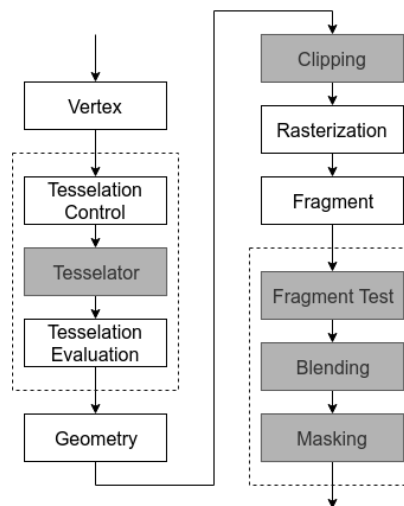 Vertex
Tesselation
Control
Tesselator
Tesselation
Evaluation
Geometry
Clipping
Rasterization
Fragment
Fragment Test
Blending
Masking